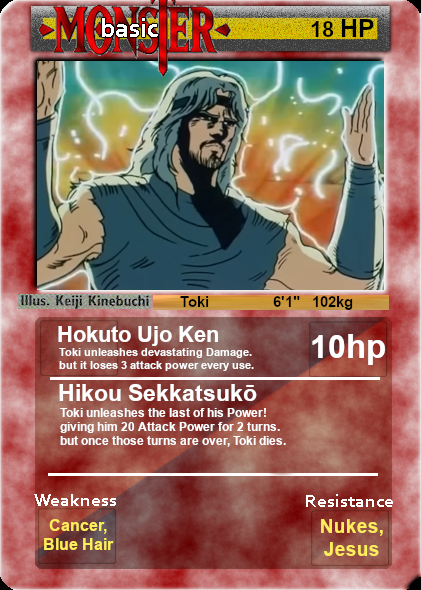 MONSTER
basic
18 HP
Illus. Keiji Kinebuchi
Toki 6'1" 102kg
Hokuto Ujo Ken
10hp
Toki unleashes devastating Damage.
but it loses 3 attack power every use.
Hikou Sekkatsukō
Toki unleashes the last of his Power!
giving him 20 Attack Power for 2 turns.
but once those turns are over, Toki dies.
Weakness
Cancer,
Blue Hair
Resistance
Nukes,
Jesus